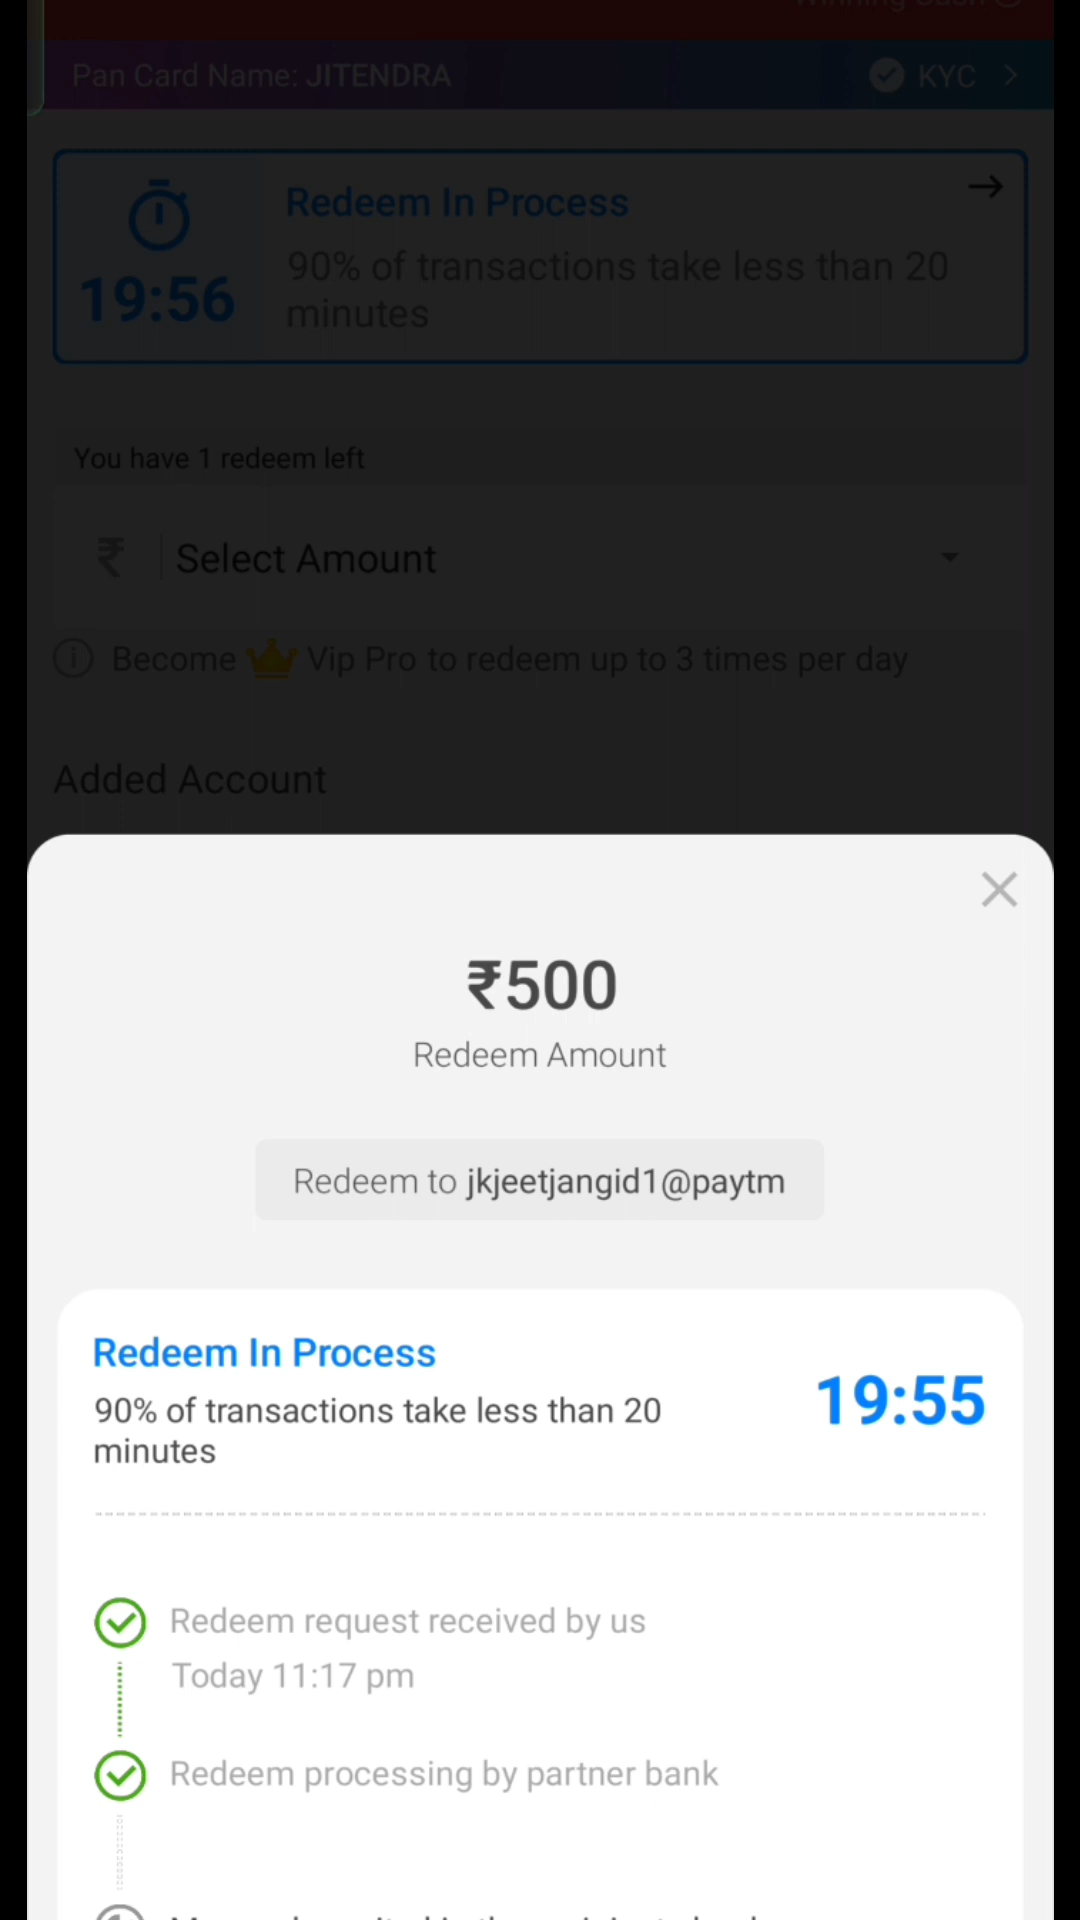 Winning Cash
Pan Card Name: JITENDRA
KYC
Redeem In Process
90% of transactions take less than 20
minutes
19:56
You have 1 redeem left
₹
Select Amount
Become Vip Pro to redeem up to 3 times per day
Added Account
₹500
Redeem Amount
Redeem to jkjeetjangid1@paytm
Redeem In Process
19:55
90% of transactions take less than 20
minutes
Redeem request received by us
Today 11:17 pm
Redeem processing by partner bank